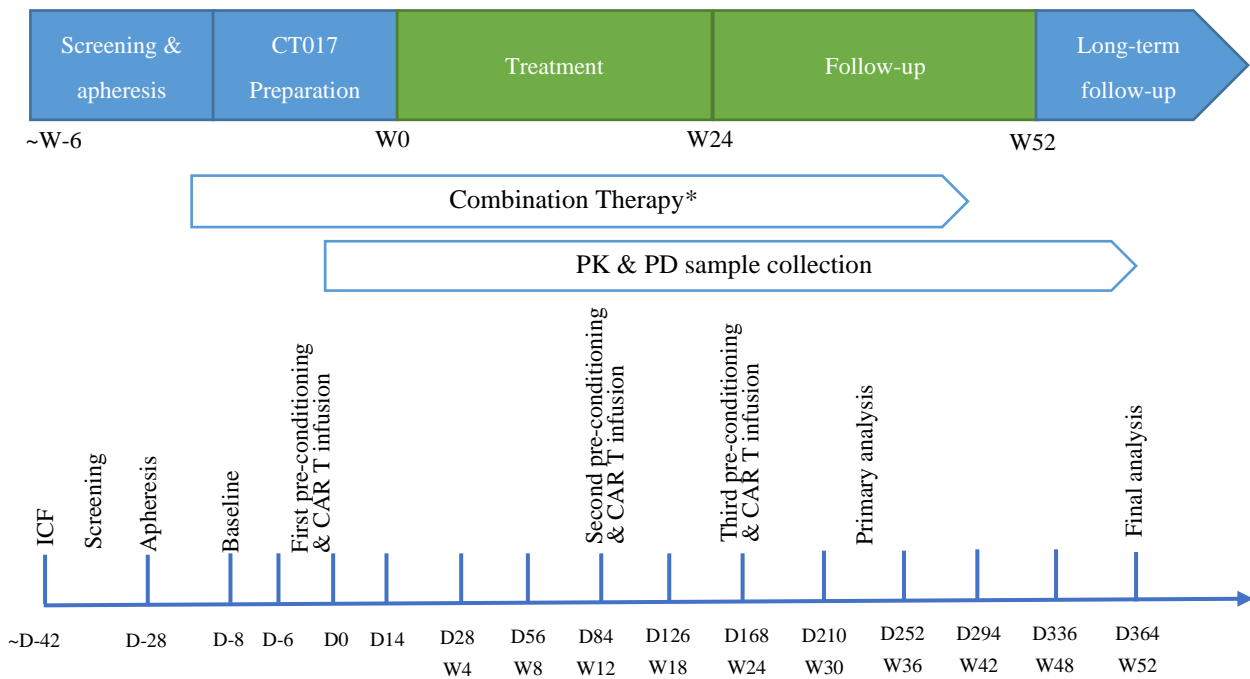 Screening &
apheresis
CT017
Preparation
Treatment
Follow-up
Long-term
follow-up
~W-6
W0
W24
W52
Combination Therapy*
PK & PD sample collection
ICF
Screening
Apheresis
Baseline
First pre-conditioning
& CAR T infusion
Second pre-conditioning
& CAR T infusion
Third pre-conditioning
& CAR T infusion
Primary analysis
Final analysis
~D-42
D-28
D-8
D-6
D0
D14
D28
W4
D56
W8
D84
W12
D126
W18
D168
W24
D210
W30
D252
W36
D294
W42
D336
W48
D364
W52